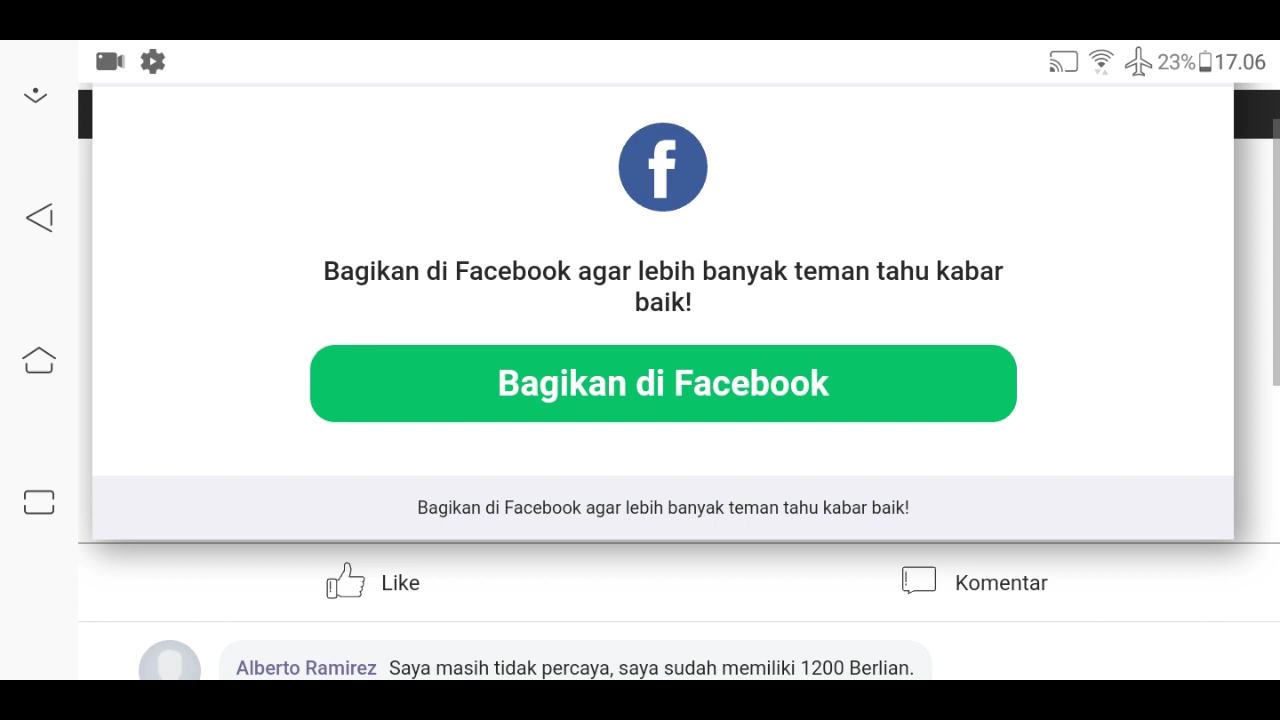 23% 17.06
Bagikan di Facebook agar lebih banyak teman tahu kabar
baik!
Bagikan di Facebook
Bagikan di Facebook agar lebih banyak teman tahu kabar baik!
Like
Komentar
Alberto Ramirez Saya masih tidak percaya, saya sudah memiliki 1200 Berlian.